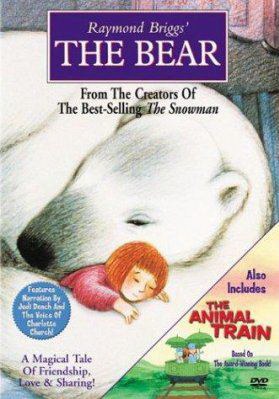 Raymond Briggs'
THE BEAR
From The Creators Of
The Best-Selling The Snowman
Features
Narration By
Judi Dench And
The Voice Of
Charlotte
Church!
Also
Includes
THE
ANIMAL
TRAIN
Based On
The Award-Winning Book!
A Magical Tale
Of Friendship,
Love & Sharing!
DVD